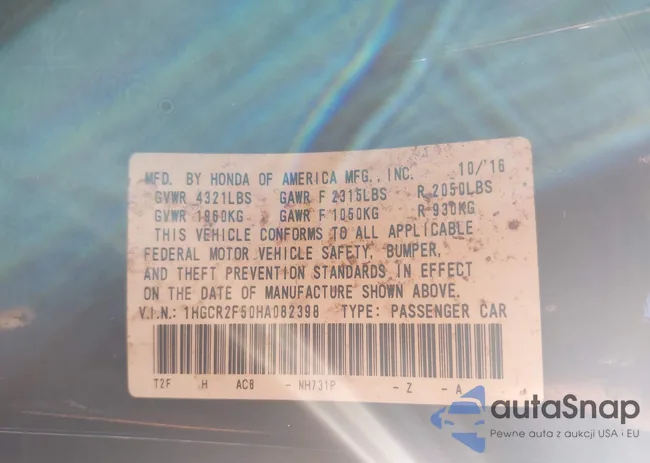 MFD. BY HONDA OF AMERICA MFG., INC. 10/'16
GVWR 4321LBS GAWR F 2315LBS R 2050LBS
GVWR 1960KG GAWR F 1050KG R 930KG
THIS VEHICLE CONFORMS TO ALL APPLICABLE
FEDERAL MOTOR VEHICLE SAFETY, BUMPER,
AND THEFT PREVENTION STANDARDS IN EFFECT
ON THE DATE OF MANUFACTURE SHOWN ABOVE.
V.I.N.: 1HGCR2F50HA082398 TYPE: PASSENGER CAR
T2F H AC8 - NH731P - Z - A
autaSnap
Pewne auta z aukcji USA i EU